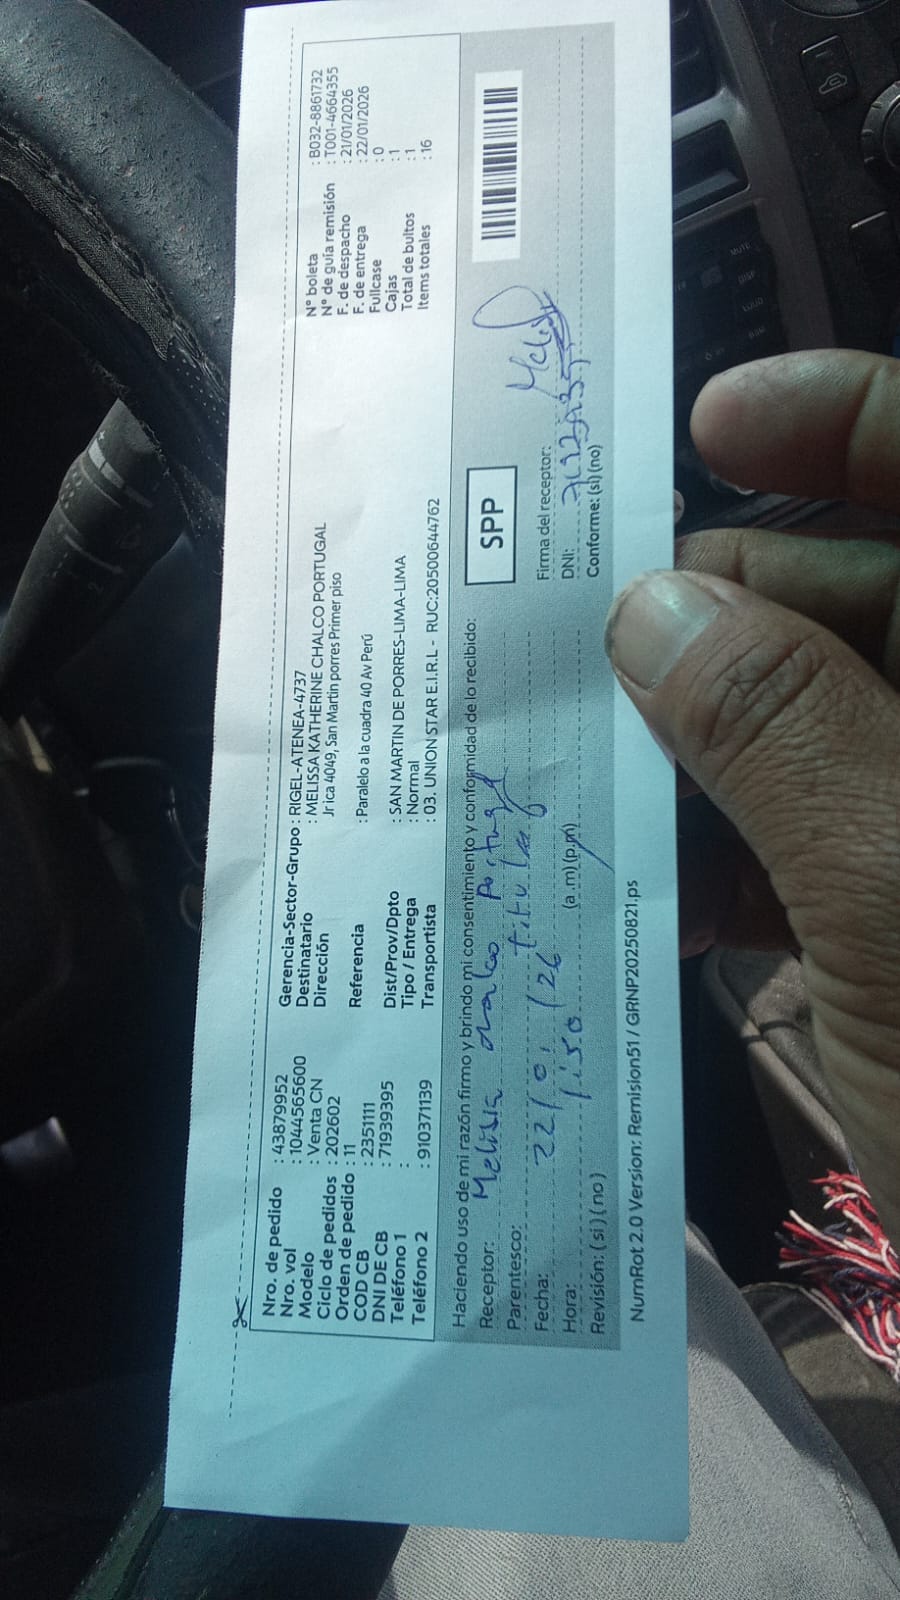 Nro. de pedido : 43879952
Nro. vol : 1044565600
Modelo : Venta CN
Ciclo de pedidos : 202602
Orden de pedido : 11
COD CB : 2351111
DNI DE CB : 71939395
Teléfono 1 :
Teléfono 2 : 910371139
Gerencia-Sector-Grupo : RIGEL-ATENEA-4737
Destinatario : MELISSA KATHERINE CHALCO PORTUGAL
Dirección Jr ica 4049, San Martin porres Primer piso
Referencia : Paralelo a la cuadra 40 Av Perú
Dist/Prov/Dpto : SAN MARTIN DE PORRES-LIMA-LIMA
Tipo / Entrega : Normal
Transportista : 03. UNION STAR E.I.R.L - RUC:20500644762
N° boleta : B032-8861732
N° de guía remisión : T001-4664355
F. de despacho : 21/01/2026
F. de entrega : 22/01/2026
Fullcase : 0
Cajas : 1
Total de bultos : 1
Items totales : 16
Haciendo uso de mi razón firmo y brindo mi consentimiento y conformidad de lo recibido:
Receptor: Melisa chalco
Parentesco: titular
Fecha: 22/01/26
Hora: (a .m) (p.m)
Revisión: ( si ) ( no )
SPP
Firma del receptor:
DNI:
Conforme: (si) (no)
NumRot 2.0 Version: Remision51 / GRNP20250821.ps
MUTE
DISP
LOUD